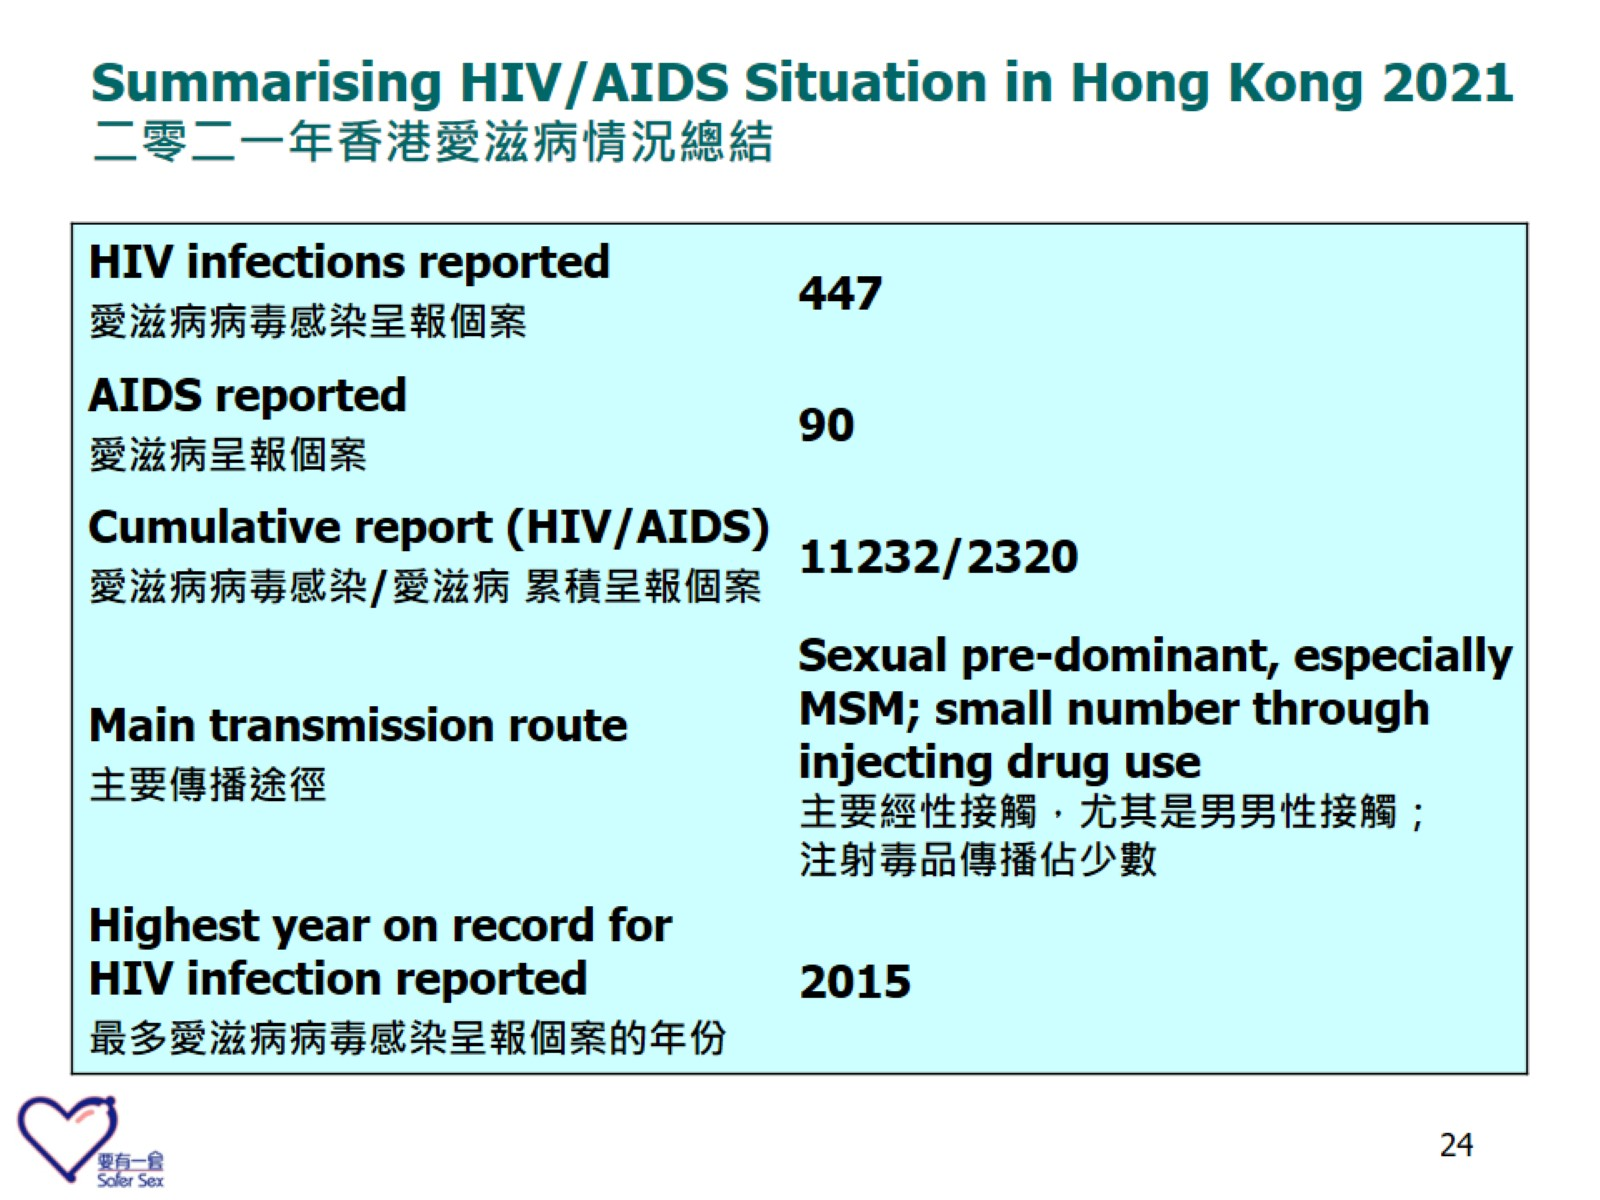 Summarising HIV/AIDS Situation in Hong Kong 2021
二零二一年香港愛滋病情況總結
HIV infections reported
愛滋病病毒感染呈報個案
447
AIDS reported
愛滋病呈報個案
90
Cumulative report (HIV/AIDS)
愛滋病病毒感染/愛滋病 累積呈報個案
11232/2320
Main transmission route
主要傳播途徑
Sexual pre-dominant, especially
MSM; small number through
injecting drug use
主要經性接觸，尤其是男男性接觸；
注射毒品傳播佔少數
Highest year on record for
HIV infection reported
最多愛滋病病毒感染呈報個案的年份
2015
要有一套
Safer Sex
24